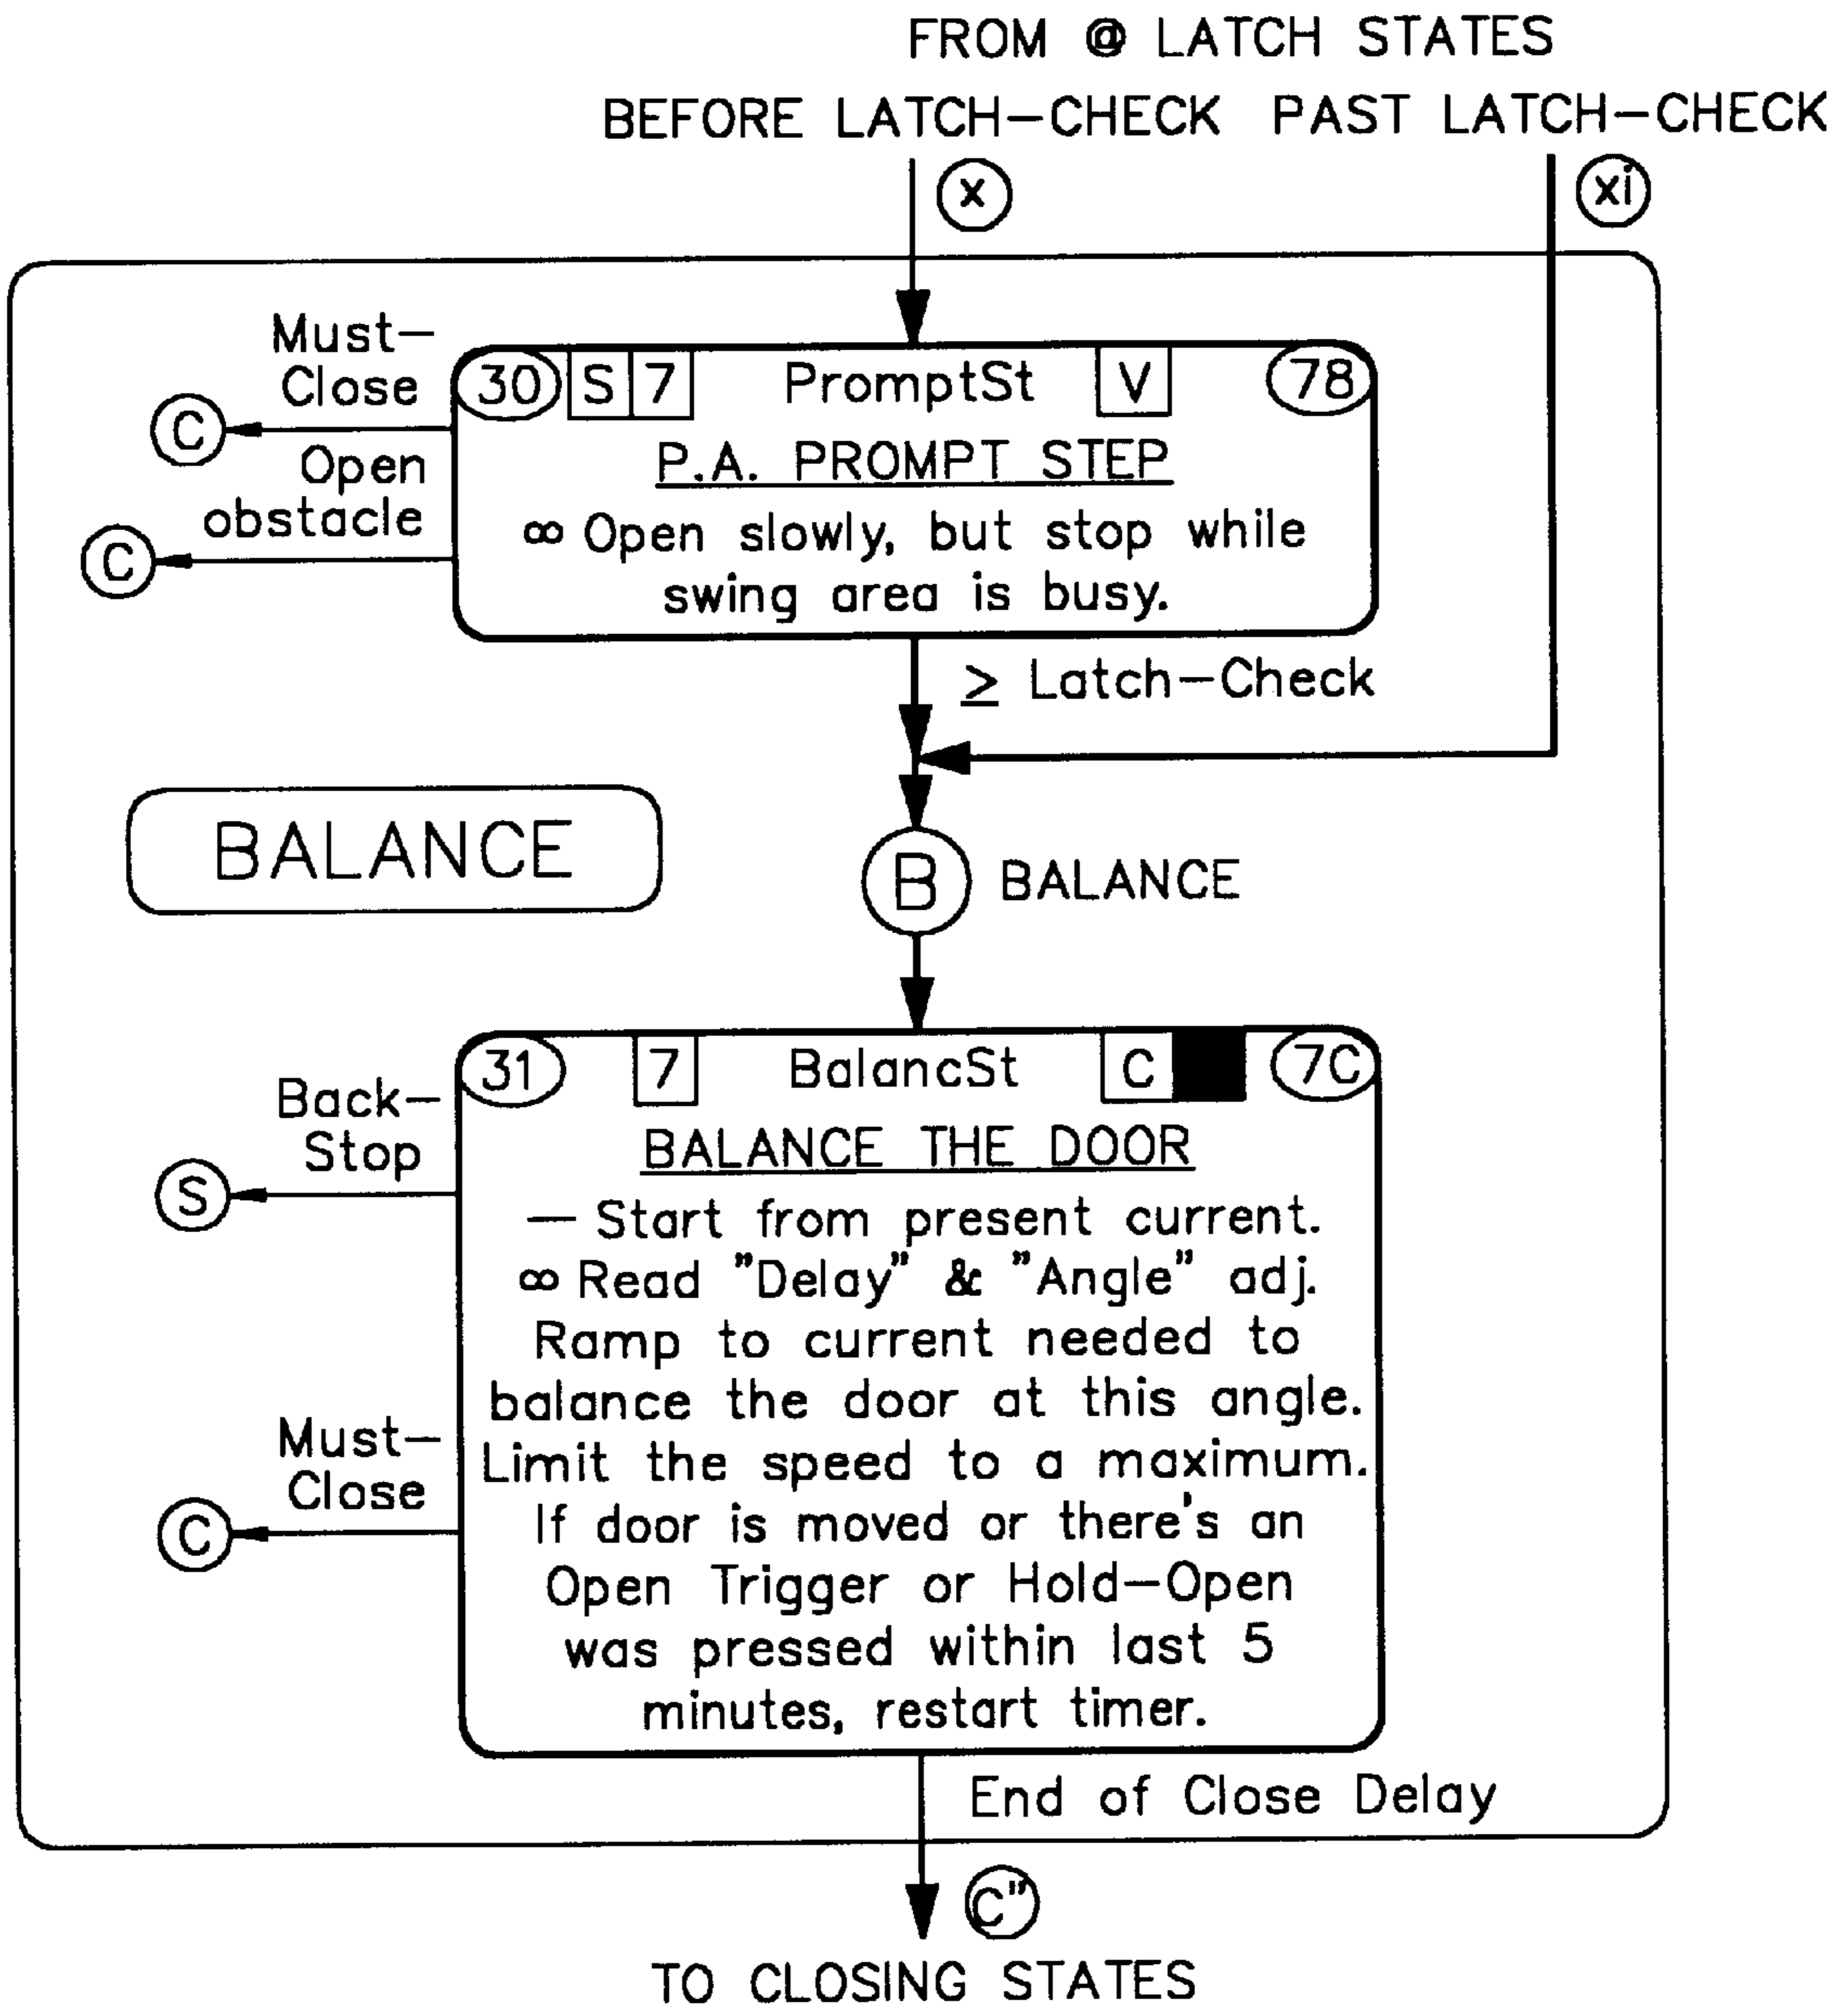 FROM @ LATCH STATES
BEFORE LATCH–CHECK PAST LATCH–CHECK
x
xi
Must–
Close
C
Open
obstacle
C
30 S 7 PromptSt V 78
P.A. PROMPT STEP
∞ Open slowly, but stop while
swing area is busy.
≥ Latch–Check
BALANCE
B BALANCE
31 7 BalancSt C 7C
Back–
Stop
S
BALANCE THE DOOR
— Start from present current.
∞ Read "Delay" & "Angle" adj.
Ramp to current needed to
balance the door at this angle.
Limit the speed to a maximum.
If door is moved or there's an
Open Trigger or Hold–Open
was pressed within last 5
minutes, restart timer.
Must–
Close
C
End of Close Delay
C"
TO CLOSING STATES